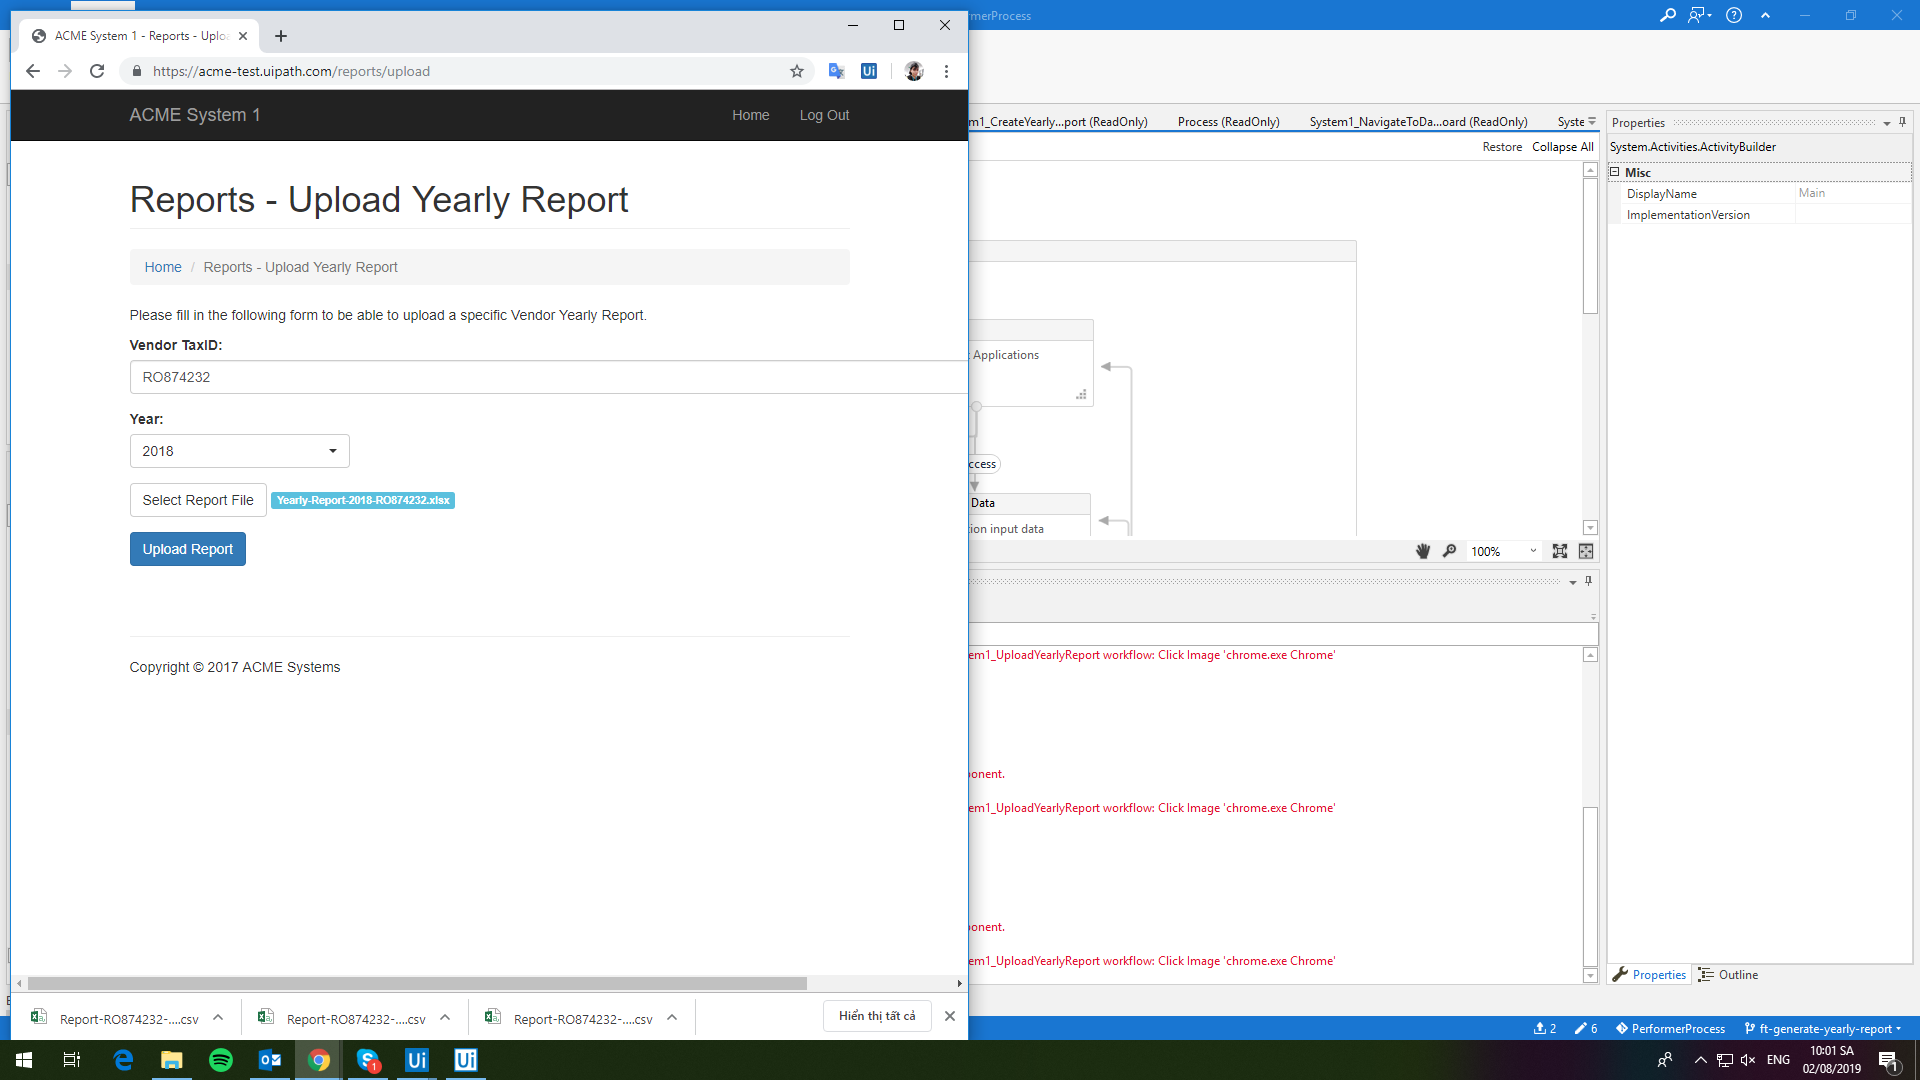 ACME System 1 - Reports - Uplo
https://acme-test.uipath.com/reports/upload
ACME System 1
Home
Log Out
Reports - Upload Yearly Report
Home / Reports - Upload Yearly Report
Please fill in the following form to be able to upload a specific Vendor Yearly Report.
Vendor TaxID:
RO874232
Year:
2018
Select Report File
Yearly-Report-2018-RO874232.xlsx
Upload Report
Copyright © 2017 ACME Systems
Report-RO874232-....csv
Report-RO874232-....csv
Report-RO874232-....csv
Hiển thị tất cả
merProcess
m1_CreateYearly...port (ReadOnly)
Process (ReadOnly)
System1_NavigateToDa...oard (ReadOnly)
Syste
Restore
Collapse All
Applications
ccess
Data
ion input data
100%
em1_UploadYearlyReport workflow: Click Image 'chrome.exe Chrome'
onent.
em1_UploadYearlyReport workflow: Click Image 'chrome.exe Chrome'
onent.
em1_UploadYearlyReport workflow: Click Image 'chrome.exe Chrome'
Properties
System.Activities.ActivityBuilder
Misc
DisplayName
Main
ImplementationVersion
Properties
Outline
2
6
PerformerProcess
ft-generate-yearly-report
Ui
Ui
1
ENG
10:01 SA
02/08/2019
1